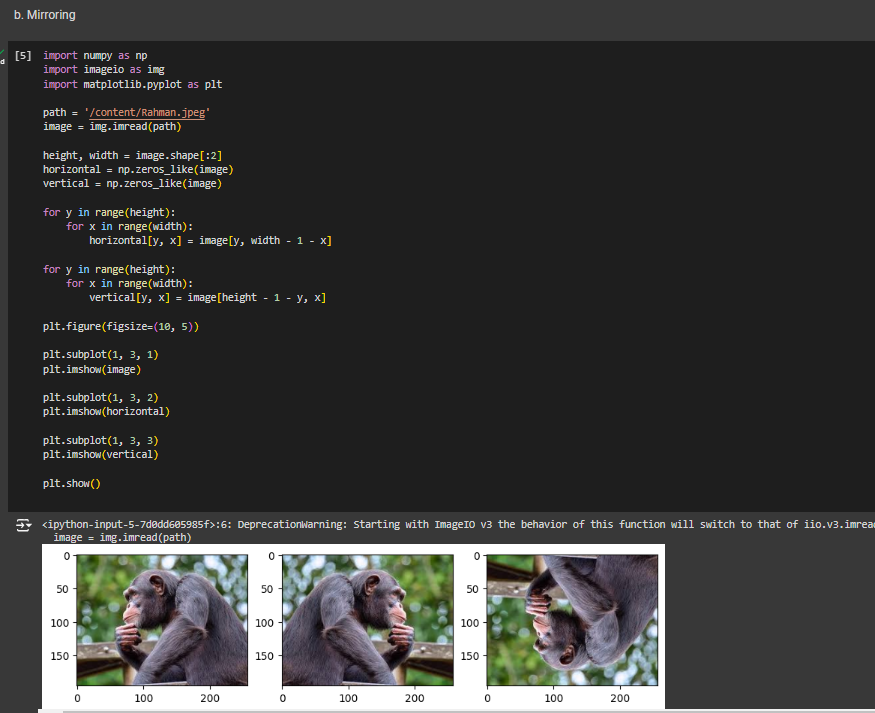 b. Mirroring
[5] import numpy as np
import imageio as img
import matplotlib.pyplot as plt
path = '/content/Rahman.jpeg'
image = img.imread(path)
height, width = image.shape[:2]
horizontal = np.zeros_like(image)
vertical = np.zeros_like(image)
for y in range(height):
    for x in range(width):
        horizontal[y, x] = image[y, width - 1 - x]
for y in range(height):
    for x in range(width):
        vertical[y, x] = image[height - 1 - y, x]
plt.figure(figsize=(10, 5))
plt.subplot(1, 3, 1)
plt.imshow(image)
plt.subplot(1, 3, 2)
plt.imshow(horizontal)
plt.subplot(1, 3, 3)
plt.imshow(vertical)
plt.show()
<ipython-input-5-7d0dd605985f>:6: DeprecationWarning: Starting with ImageIO v3 the behavior of this function will switch to that of iio.v3.imrea
  image = img.imread(path)
0 0 0
50 50 50
100 100 100
150 150 150
0 100 200 0 100 200 0 100 200